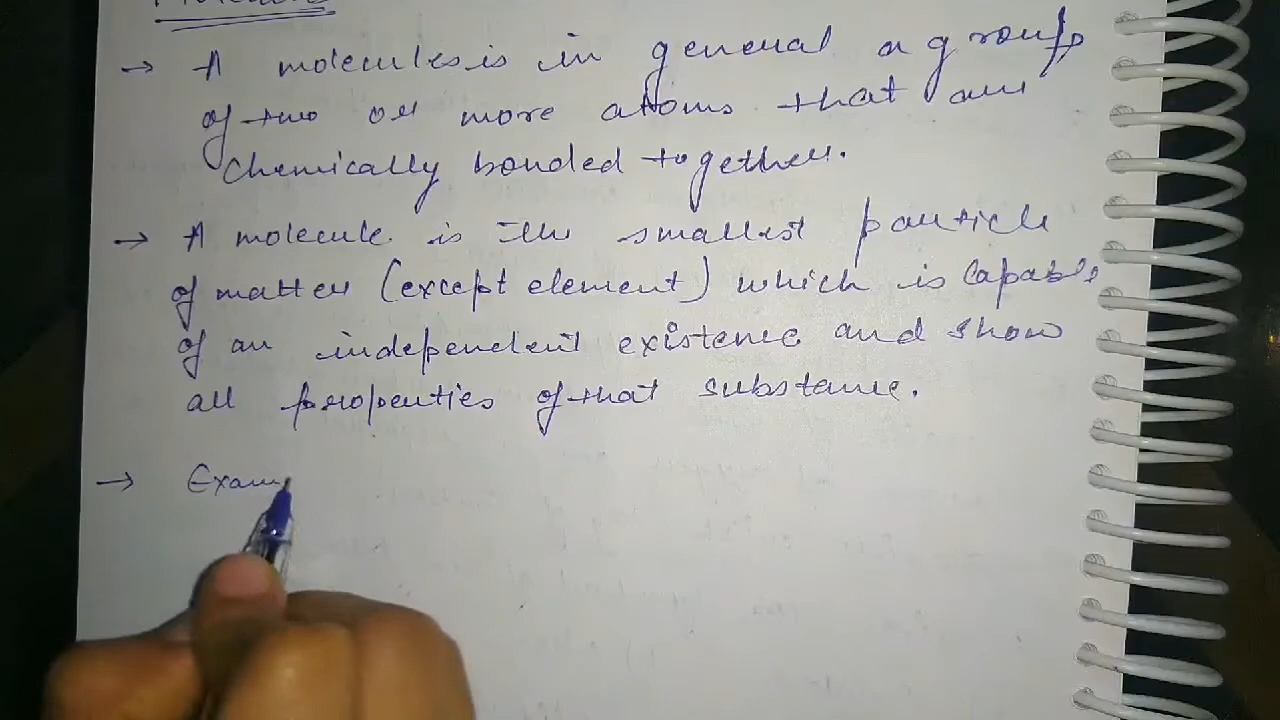 → A molecules is in general a group
of two or more atoms that are
chemically bonded together.
→ A molecule is the smallest particle
of matter (except element) which is capable
of an independent existence and show
all properties of that substance.
→ Exam